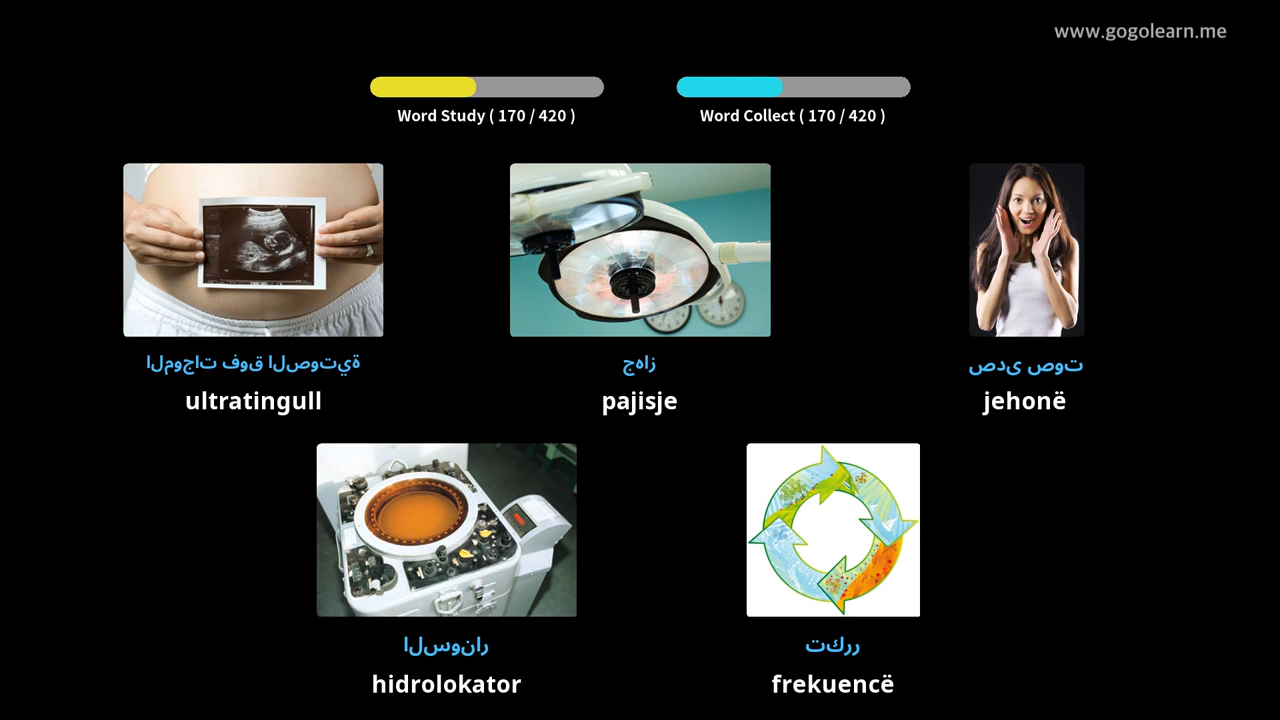 www.gogolearn.me
Word Study ( 170 / 420 )
Word Collect ( 170 / 420 )
الموجات فوق الصوتية
ultratingull
جهاز
pajisje
صدى صوت
jehonë
السونار
hidrolokator
تكرر
frekuencë